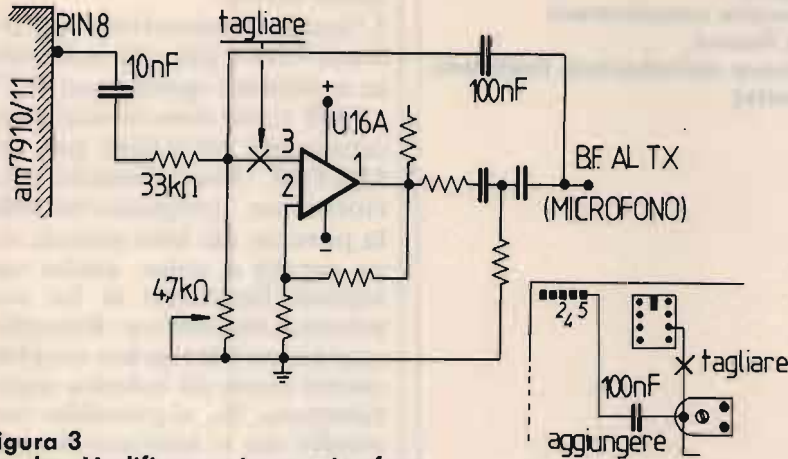 PIN 8
tagliare
am7910/11
10nF
33kΩ
4,7kΩ
3
2
1
+
−
U16A
100nF
B.F. AL TX
(MICROFONO)
2
4
5
tagliare
100nF
aggiungere
igura 3